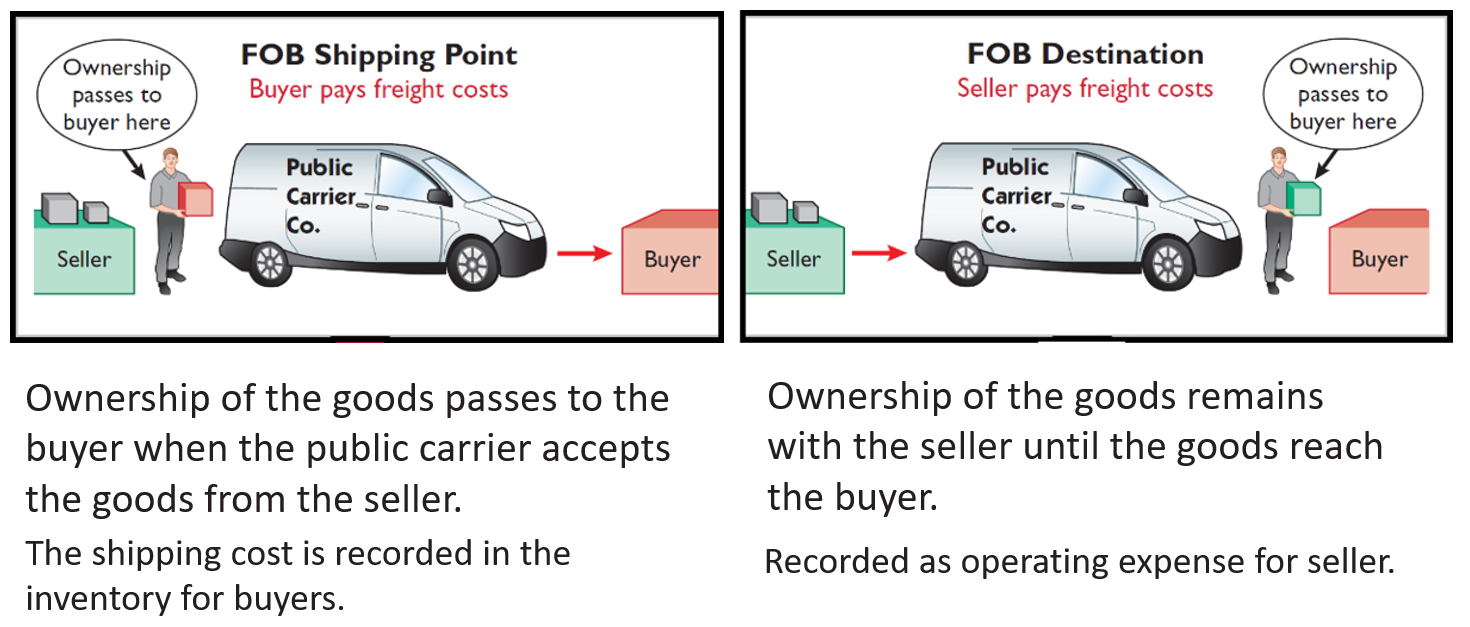 FOB Shipping Point
Buyer pays freight costs
Ownership
passes to
buyer here
Public
Carrier
Co.
Seller
Buyer
Ownership of the goods passes to the
buyer when the public carrier accepts
the goods from the seller.
The shipping cost is recorded in the
inventory for buyers.
FOB Destination
Seller pays freight costs
Ownership
passes to
buyer here
Public
Carrier
Co.
Seller
Buyer
Ownership of the goods remains
with the seller until the goods reach
the buyer.
Recorded as operating expense for seller.